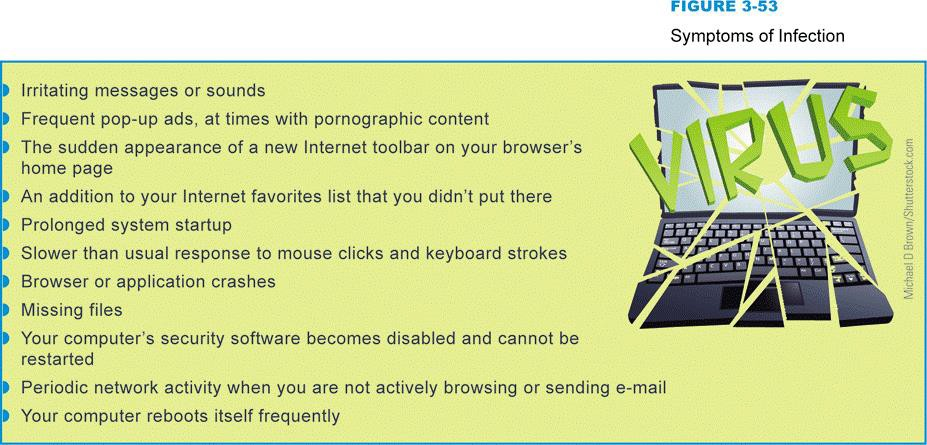 FIGURE 3-53
Symptoms of Infection
Irritating messages or sounds
Frequent pop-up ads, at times with pornographic content
The sudden appearance of a new Internet toolbar on your browser's
home page
An addition to your Internet favorites list that you didn't put there
Prolonged system startup
Slower than usual response to mouse clicks and keyboard strokes
Browser or application crashes
Missing files
Your computer's security software becomes disabled and cannot be
restarted
Periodic network activity when you are not actively browsing or sending e-mail
Your computer reboots itself frequently
VIRUS
Michael D Brown/Shutterstock.com